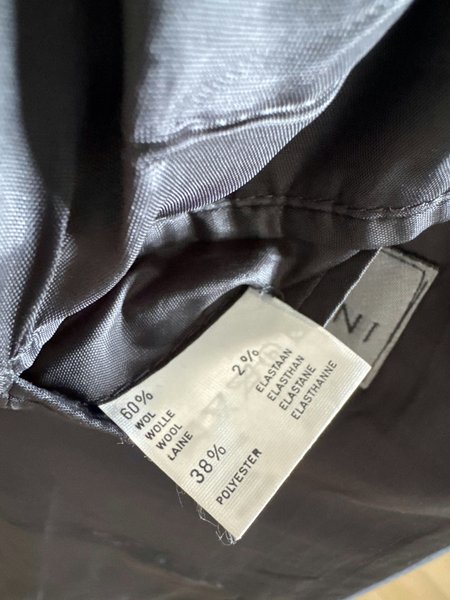 60%
WOL
WOLLE
WOOL
LAINE
38%
POLYESTER
2%
ELASTAAN
ELASTHAN
ELASTANE
ELASTHANNE